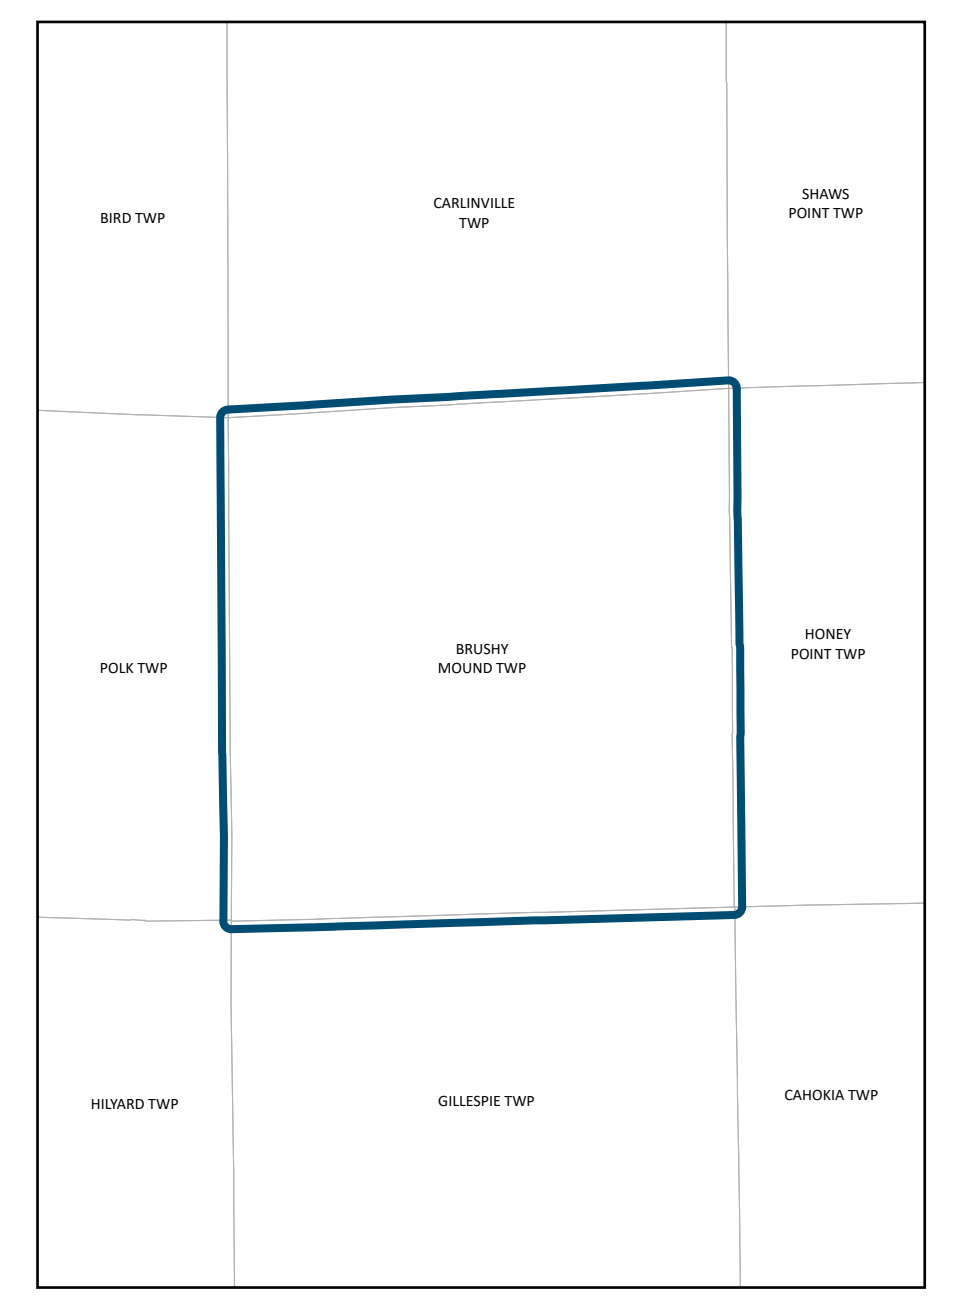 BIRD TWP
CARLINVILLE
TWP
SHAWS
POINT TWP
POLK TWP
BRUSHY
MOUND TWP
HONEY
POINT TWP
HILYARD TWP
GILLESPIE TWP
CAHOKIA TWP